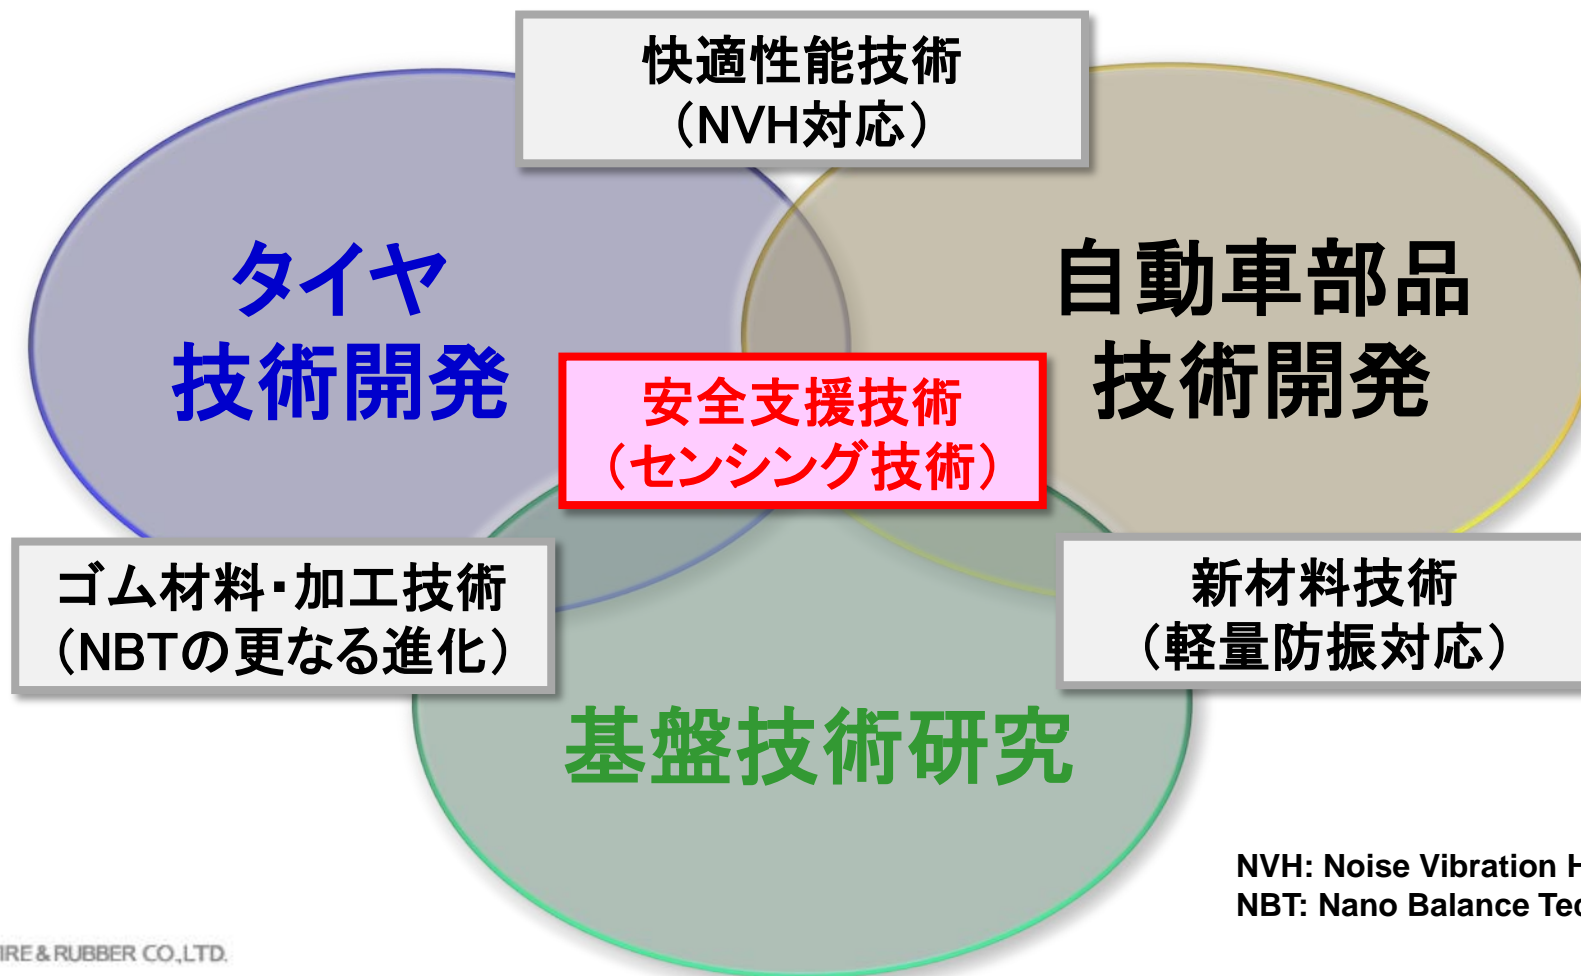 快適性能技術
（NVH対応）
タイヤ
技術開発
自動車部品
技術開発
安全支援技術
（センシング技術）
ゴム材料・加工技術
（NBTの更なる進化）
新材料技術
（軽量防振対応）
基盤技術研究
NVH: Noise Vibration
NBT: Nano Balance
RUBBER CO.,LTD.